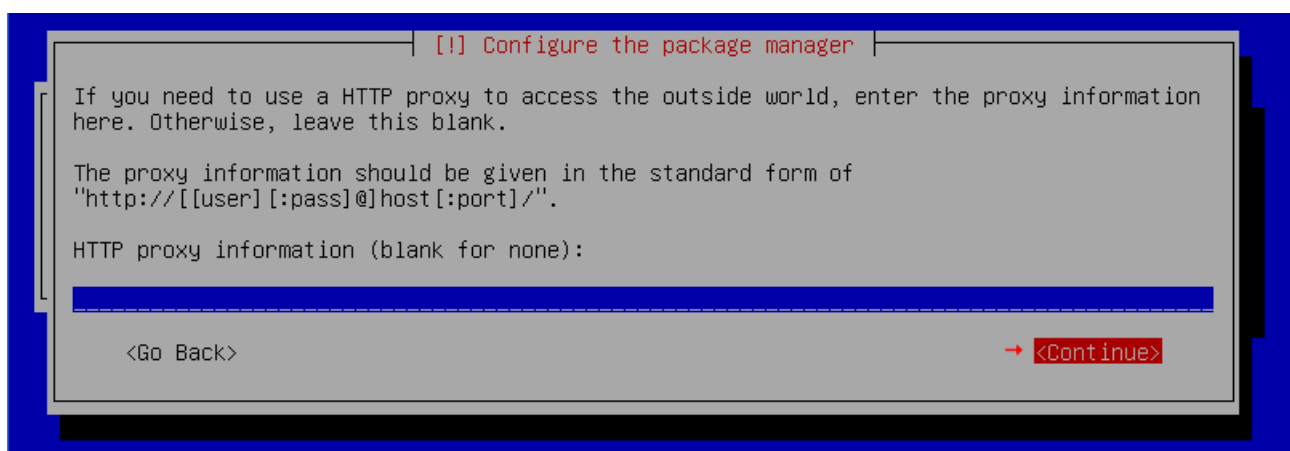 [!] Configure the package manager
If you need to use a HTTP proxy to access the outside world, enter the proxy information
here. Otherwise, leave this blank.
The proxy information should be given in the standard form of
"http://[[user][:pass]@]host[:port]/".
HTTP proxy information (blank for none):
<Go Back>
<Continue>